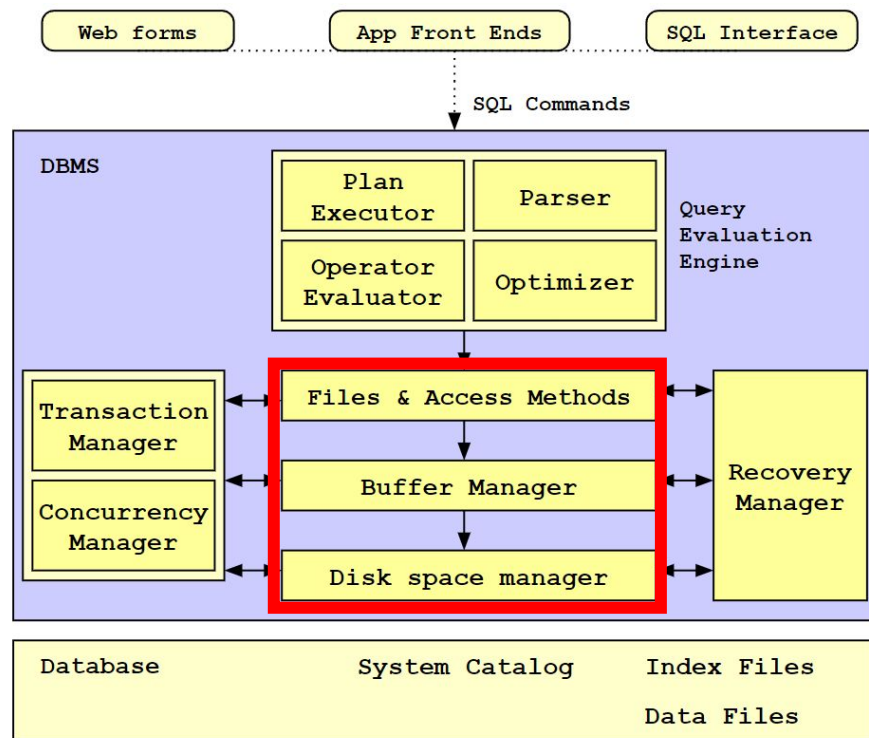 Web forms
App Front Ends
SQL Interface
SQL Commands
DBMS
Plan
Executor
Parser
Operator
Evaluator
Optimizer
Query
Evaluation
Engine
Transaction
Manager
Concurrency
Manager
Files & Access Methods
Buffer Manager
Disk space manager
Recovery
Manager
Database
System Catalog
Index Files
Data Files